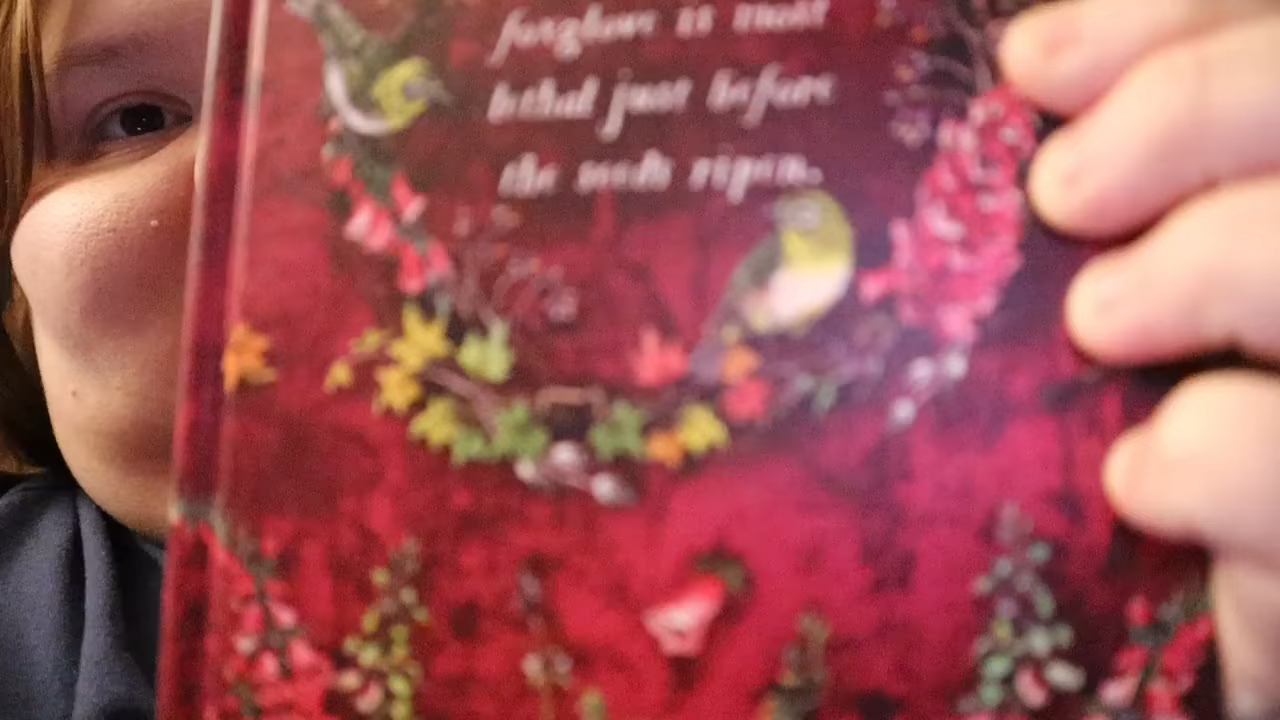 foxglove is most
lethal just before
the seeds ripen.